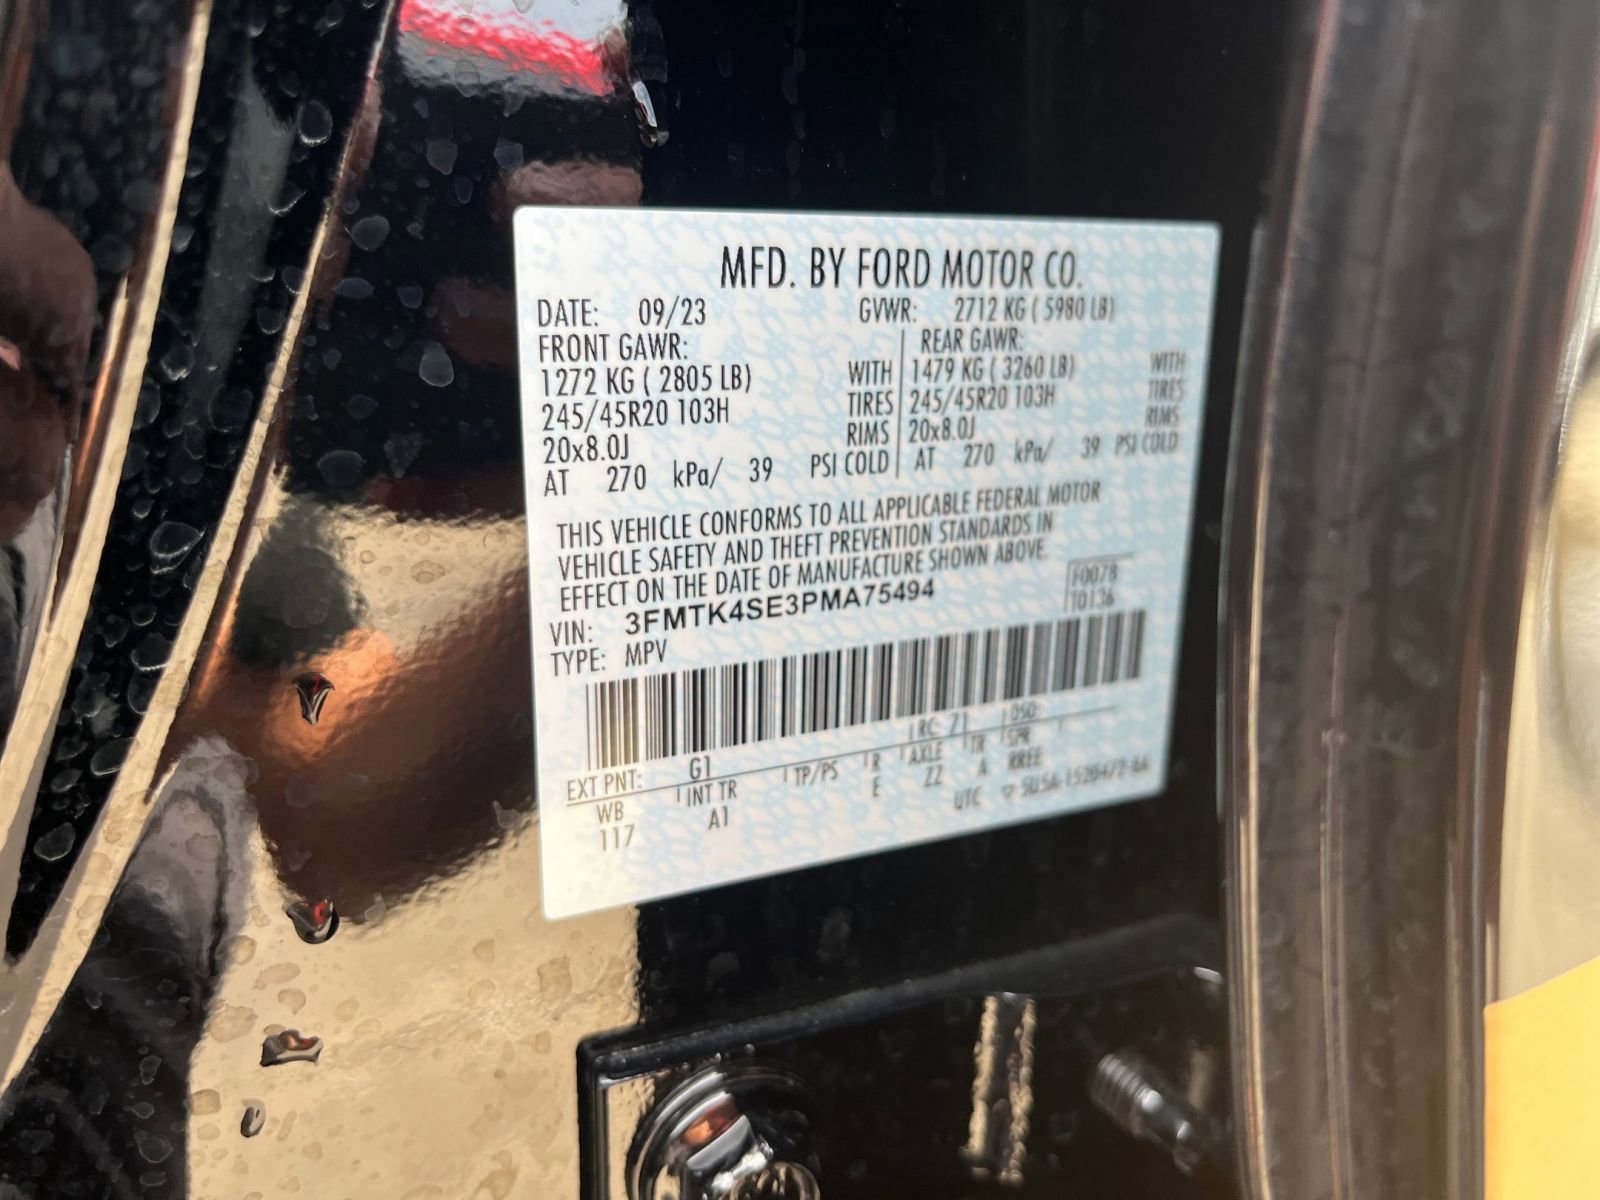 MFD. BY FORD MOTOR CO.
DATE: 09/23 GVWR: 2712 KG ( 5980 LB)
FRONT GAWR: REAR GAWR:
1272 KG ( 2805 LB) WITH 1479 KG ( 3260 LB) WITH
245/45R20 103H TIRES 245/45R20 103H TIRES
20x8.0J RIMS 20x8.0J RIMS
AT 270 kPa/ 39 PSI COLD AT 270 kPa/ 39 PSI COLD
THIS VEHICLE CONFORMS TO ALL APPLICABLE FEDERAL MOTOR
VEHICLE SAFETY AND THEFT PREVENTION STANDARDS IN
EFFECT ON THE DATE OF MANUFACTURE SHOWN ABOVE.
F0078
VIN: 3FMTK4SE3PMA75494 T0136
TYPE: MPV
EXT PNT: G1 RC: 71 DSO:
WB INT TR TP/PS R AXLE TR SPR
117 A1 E ZZ A RREE
UTC 5U5A-1520472-BA